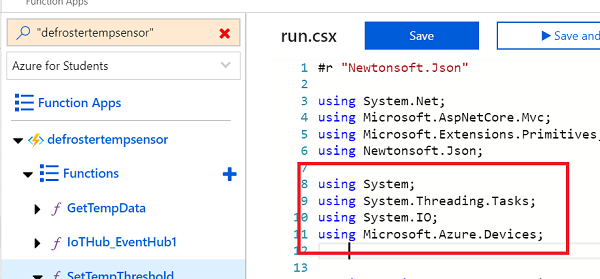 Function Apps
"defrostertempsensor"
Azure for Students
Function Apps
defrostertempsensor
Functions
GetTempData
IoTHub_EventHub1
SetTempThreshold
run.csx
Save
Save and
1 #r "Newtonsoft.Json"
2
3 using System.Net;
4 using Microsoft.AspNetCore.Mvc;
5 using Microsoft.Extensions.Primitives
6 using Newtonsoft.Json;
7
8 using System;
9 using System.Threading.Tasks;
10 using System.IO;
11 using Microsoft.Azure.Devices;
12
13